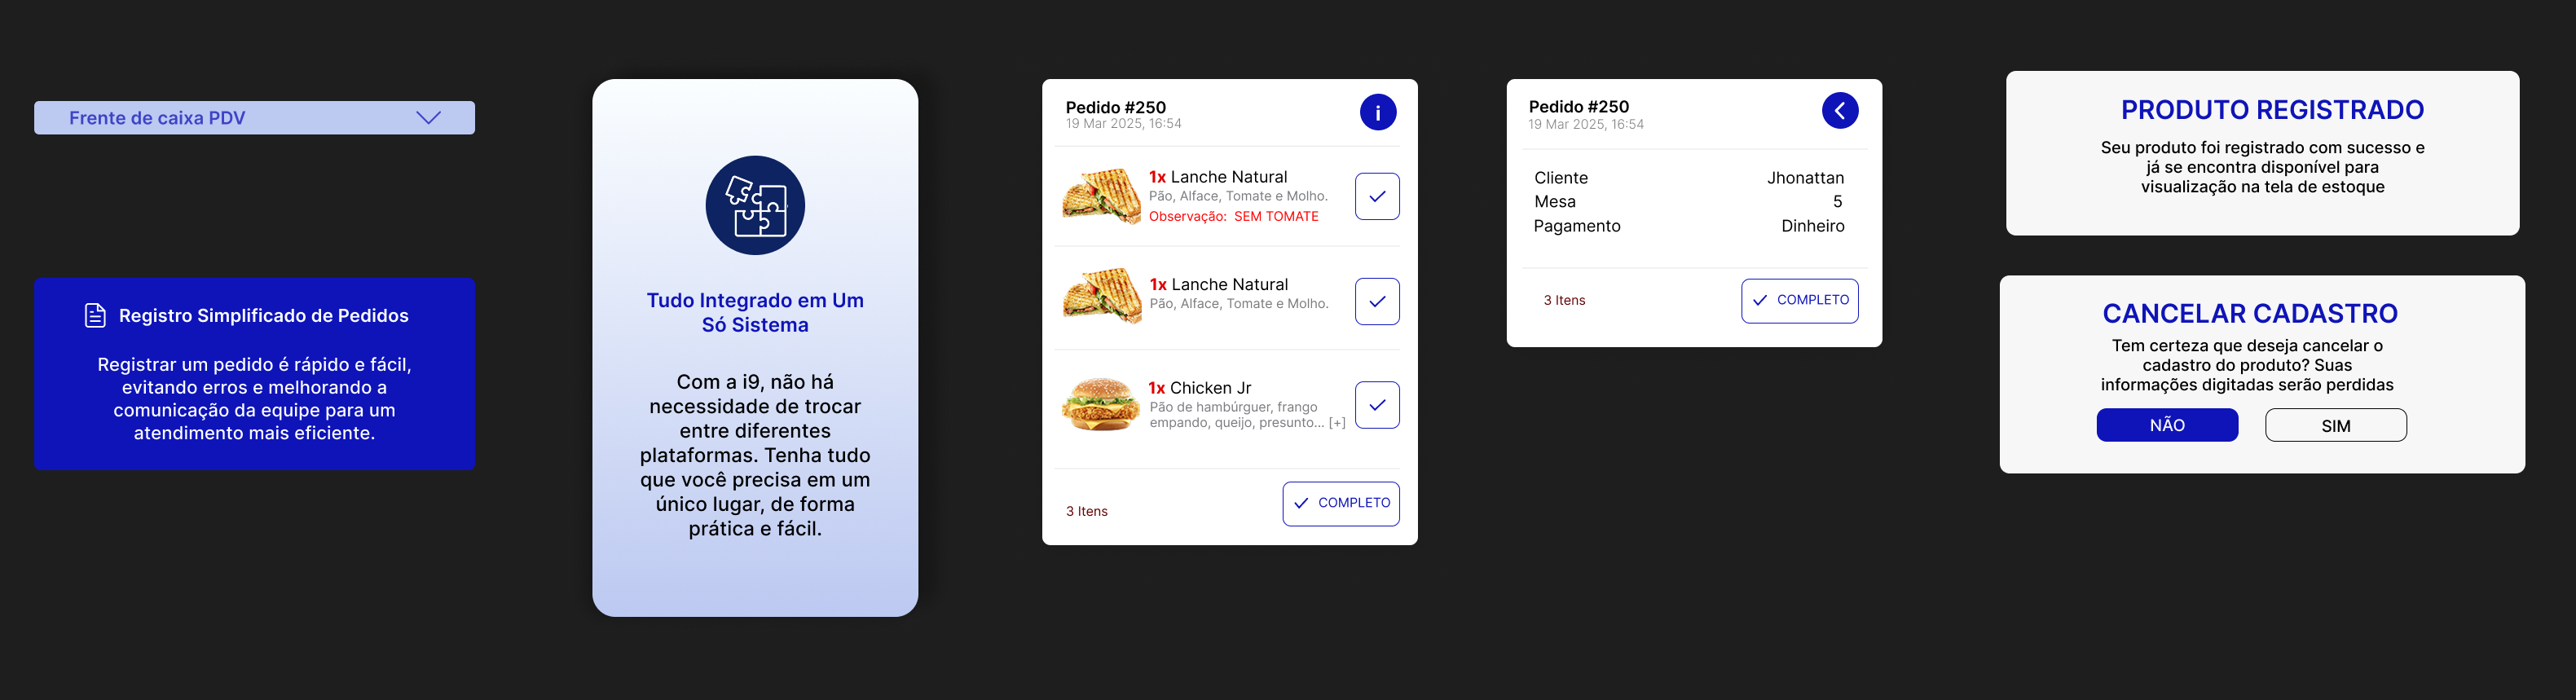 Frente de caixa PDV
Registro Simplificado de Pedidos
Registrar um pedido é rápido e fácil,
evitando erros e melhorando a
comunicação da equipe para um
atendimento mais eficiente.
Tudo Integrado em Um
Só Sistema
Com a i9, não há
necessidade de trocar
entre diferentes
plataformas. Tenha tudo
que você precisa em um
único lugar, de forma
prática e fácil.
Pedido #250
19 Mar 2025, 16:54
i
1x Lanche Natural
Pão, Alface, Tomate e Molho.
Observação: SEM TOMATE
1x Lanche Natural
Pão, Alface, Tomate e Molho.
1x Chicken Jr
Pão de hambúrguer, frango
empando, queijo, presunto... [+]
3 Itens
COMPLETO
Pedido #250
19 Mar 2025, 16:54
Cliente Jhonattan
Mesa 5
Pagamento Dinheiro
3 Itens
COMPLETO
PRODUTO REGISTRADO
Seu produto foi registrado com sucesso e
já se encontra disponível para
visualização na tela de estoque
CANCELAR CADASTRO
Tem certeza que deseja cancelar o
cadastro do produto? Suas
informações digitadas serão perdidas
NÃO
SIM